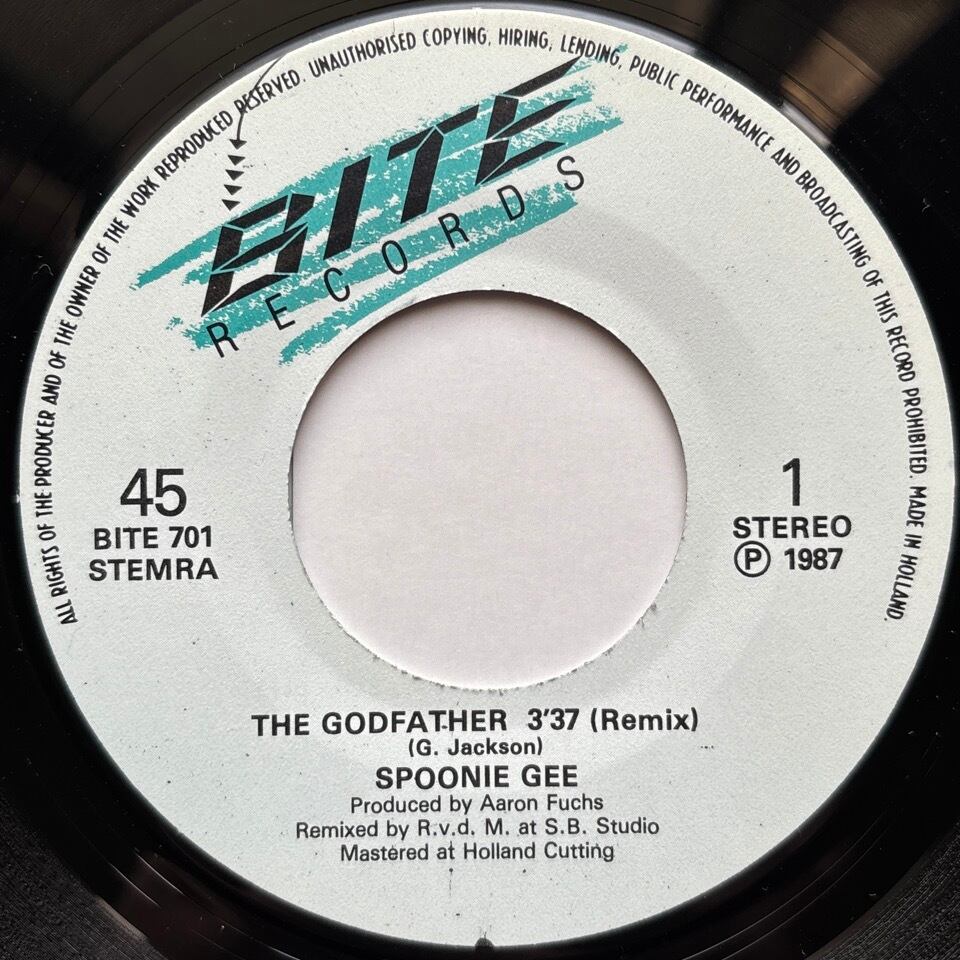 ALL RIGHTS OF THE PRODUCER AND OF THE OWNER OF THE WORK REPRODUCED RESERVED. UNAUTHORISED COPYING, HIRING, LENDING, PUBLIC PERFORMANCE AND BROADCASTING OF THIS RECORD PROHIBITED. MADE IN HOLLAND.
BITE
RECORDS
45
BITE 701
STEMRA
1
STEREO
Ⓟ 1987
THE GODFATHER 3'37 (Remix)
(G. Jackson)
SPOONIE GEE
Produced by Aaron Fuchs
Remixed by R.v.d. M. at S.B. Studio
Mastered at Holland Cutting